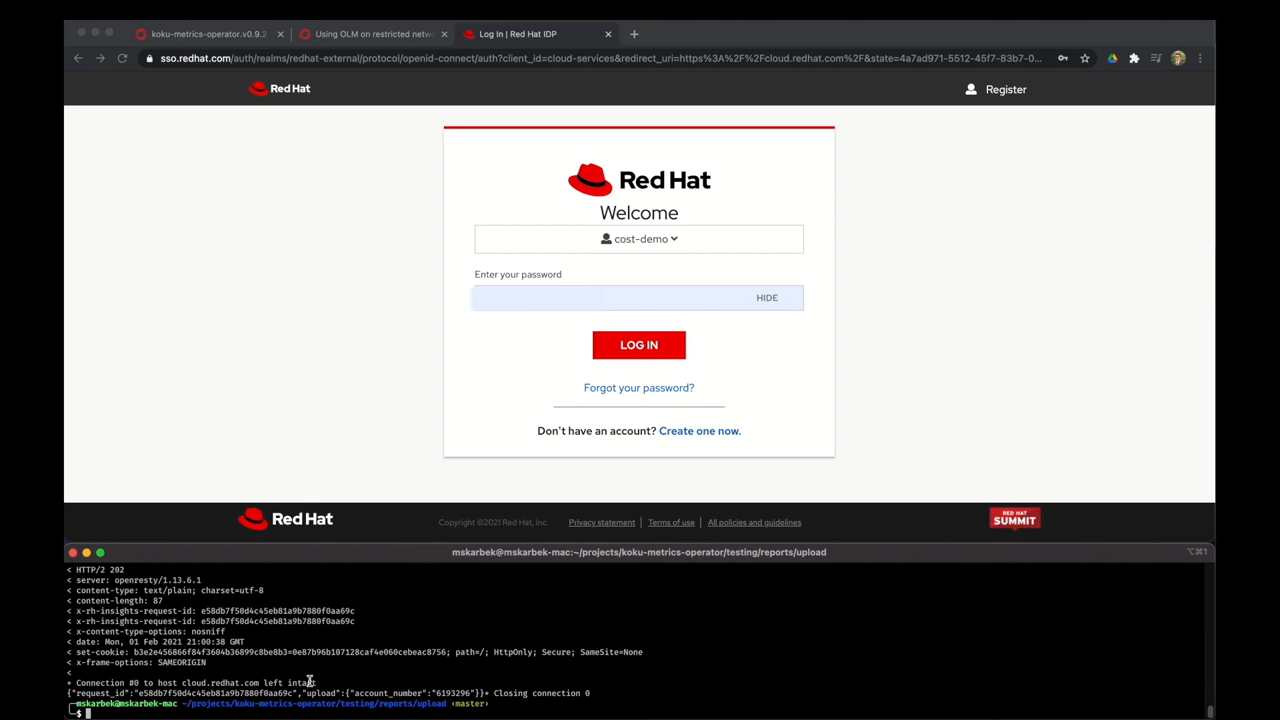 koku-metrics-operator.v0.9.2
Using OLM on restricted netw
Log In | Red Hat IDP
sso.redhat.com/auth/realms/redhat-external/protocol/openid-connect/auth?client_id=cloud-services&redirect_uri=https%3A%2F%2Fcloud.redhat.com%2F&state=4a7ad971-5512-45f7-83b7-0...
Red Hat
Register
Red Hat
Welcome
cost-demo
Enter your password
HIDE
LOG IN
Forgot your password?
Don't have an account? Create one now.
Red Hat
Copyright ©2021 Red Hat, Inc.
Privacy statement | Terms of use | All policies and guidelines
RED HAT
SUMMIT
mskarbek@mskarbek-mac:~/projects/koku-metrics-operator/testing/reports/upload
⌥⌘1
< HTTP/2 202
< server: openresty/1.13.6.1
< content-type: text/plain; charset=utf-8
< content-length: 87
< x-rh-insights-request-id: e58db7f50d4c45eb81a9b7880f0aa69c
< x-rh-insights-request-id: e58db7f50d4c45eb81a9b7880f0aa69c
< x-content-type-options: nosniff
< date: Mon, 01 Feb 2021 21:00:38 GMT
< set-cookie: b3e2e456866f84f3604b36899c8be8b3=0e87b96b107128caf4e060cebeac8756; path=/; HttpOnly; Secure; SameSite=None
< x-frame-options: SAMEORIGIN
<
* Connection #0 to host cloud.redhat.com left intact
{"request_id":"e58db7f50d4c45eb81a9b7880f0aa69c","upload":{"account_number":"6193296"}}* Closing connection 0
mskarbek@mskarbek-mac ~/projects/koku-metrics-operator/testing/reports/upload ‹master›
$